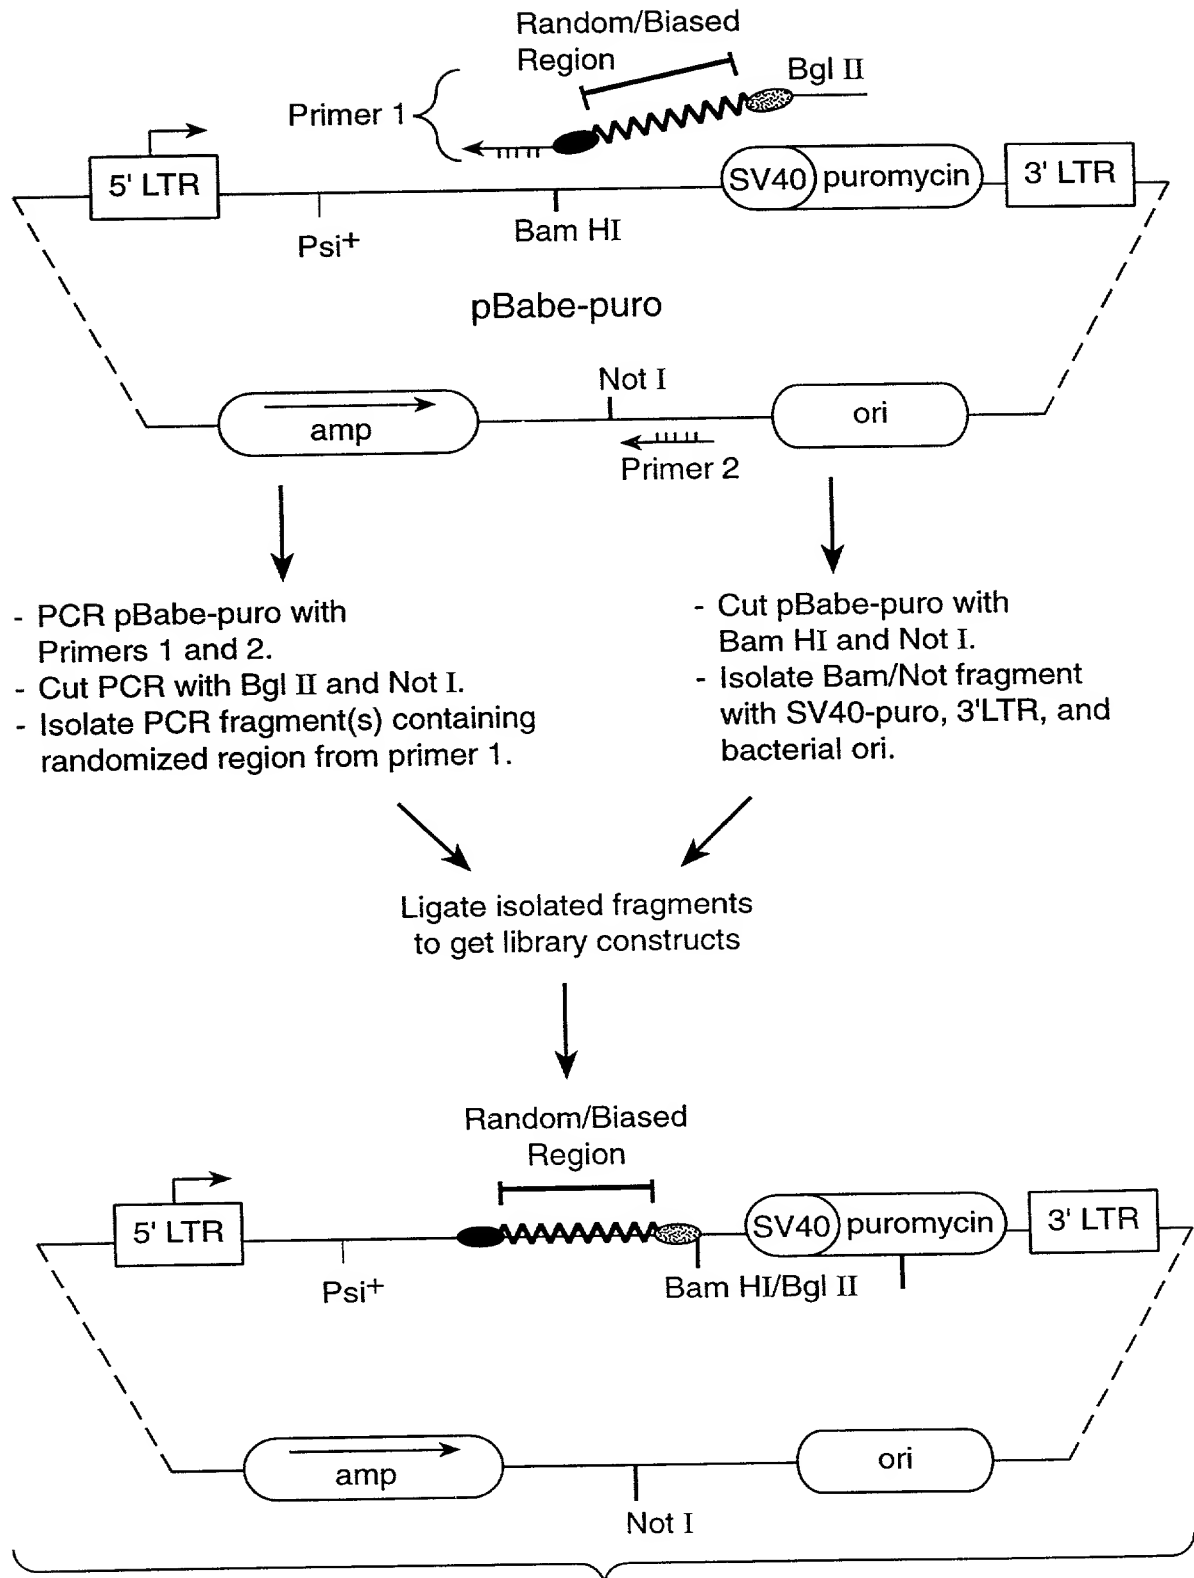 Random/Biased
Region
Bgl II
Primer 1
5' LTR
SV40
puromycin
3' LTR
Psi+
Bam HI
pBabe-puro
Not I
amp
ori
Primer 2
- PCR pBabe-puro with
Primers 1 and 2.
- Cut PCR with Bgl II and Not I.
- Isolate PCR fragment(s) containing
randomized region from primer 1.
- Cut pBabe-puro with
Bam HI and Not I.
- Isolate Bam/Not fragment
with SV40-puro, 3'LTR, and
bacterial ori.
Ligate isolated fragments
to get library constructs
Random/Biased
Region
5' LTR
SV40
puromycin
3' LTR
Psi+
Bam HI/Bgl II
amp
ori
Not I